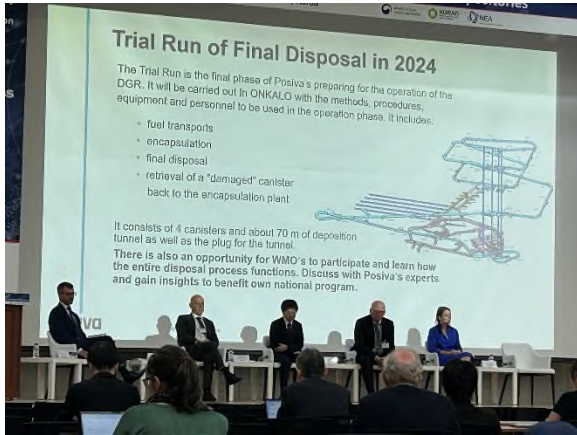 positories
KORAD
NEA
Trial Run of Final Disposal in 2024
The Trial Run is the final phase of Posiva's preparing for the operation of the
DGR. It will be carried out In ONKALO with the methods, procedures,
equipment and personnel to be used in the operation phase. It includes.
• fuel transports
• encapsulation
• final disposal
• retrieval of a "damaged" canister
back to the encapsulation plant
It consists of 4 canisters and about 70 m of deposition
tunnel as well as the plug for the tunnel.
There is also an opportunity for WMO's to participate and learn how
the entire disposal process functions. Discuss with Posiva's experts
and gain insights to benefit own national program.